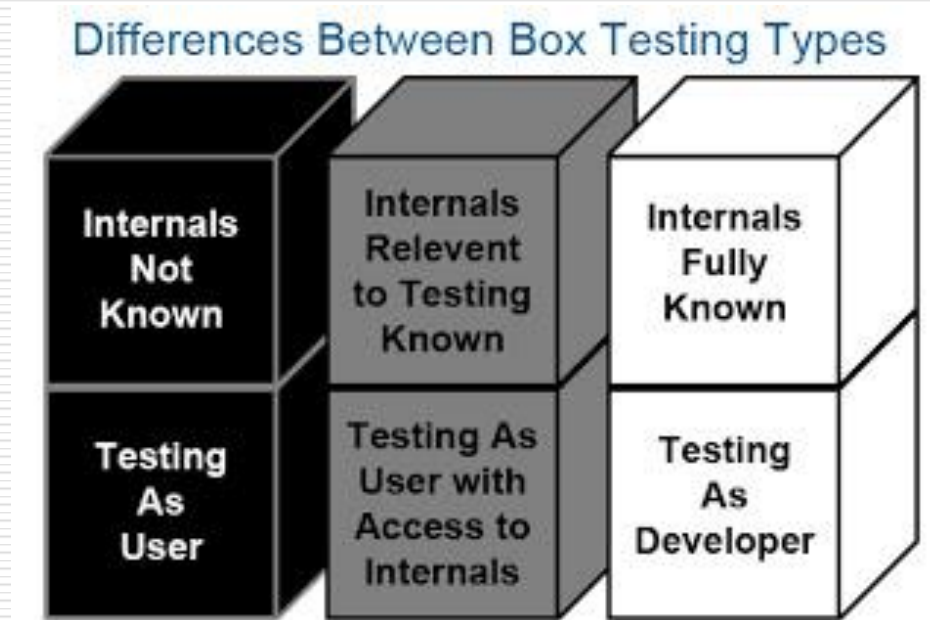 Differences Between Box Testing Types
Internals
Not
Known
Testing
As
User
Internals
Relevent
to Testing
Known
Testing As
User with
Access to
Internals
Internals
Fully
Known
Testing
As
Developer